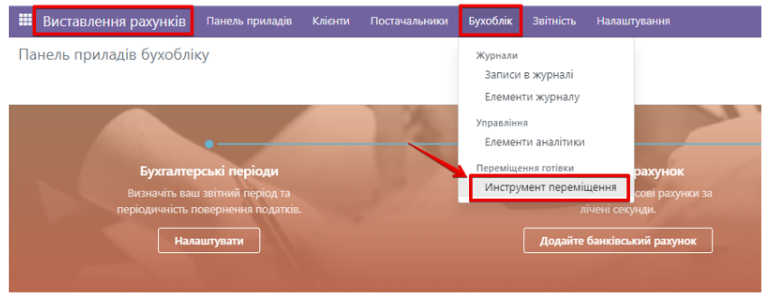 Виставлення рахунків Панель приладів Клієнти Постачальники Бухоблік Звітність Налаштування
Панель приладів бухобліку
Журнали
Записи в журналі
Елементи журналу
Управління
Елементи аналітики
Переміщення готівки
Инструмент переміщення
Бухгалтерські періоди
Визначіть ваш звітний період та
періодичність повернення податків.
Налаштувати
рахунок
сові рахунки за
лічені секунди.
Додайте банківський рахунок